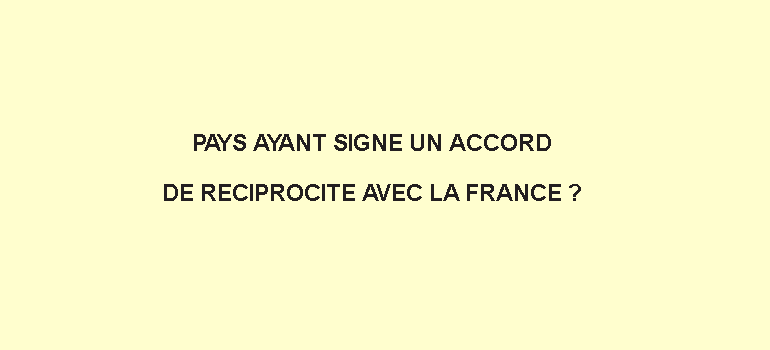 PAYS AYANT SIGNE UN ACCORD
DE RECIPROCITE AVEC LA FRANCE ?